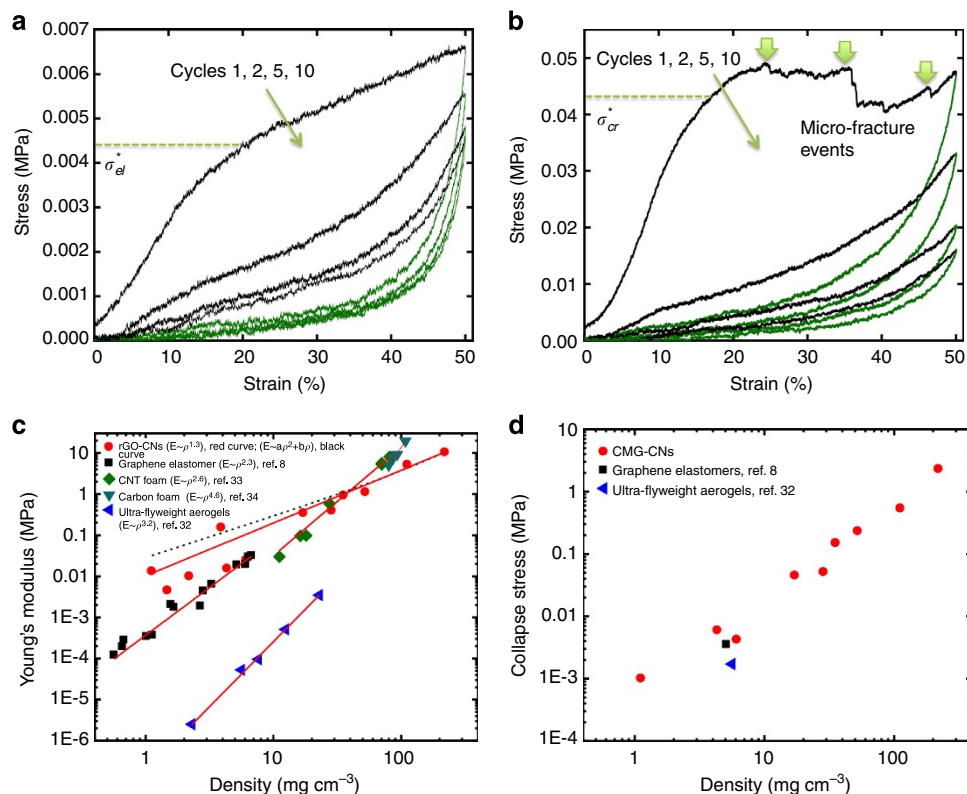 a
0.007
0.006
0.005
0.004
0.003
0.002
0.001
0.000
Stress (MPa)
Cycles 1, 2, 5, 10
σ*el
0
10
20
30
40
50
Strain (%)
b
0.05
0.04
0.03
0.02
0.01
0
Stress (MPa)
Cycles 1, 2, 5, 10
σ*cr
Micro-fracture
events
0
10
20
30
40
50
Strain (%)
c
10
1
0.1
0.01
1E-3
1E-4
1E-5
1E-6
Young's modulus (MPa)
rGO-CNs (E~ρ^1.3), red curve; (E~aρ²+bρ), black
curve
Graphene elastomer (E~ρ^2.3), ref. 8
CNT foam (E~ρ^2.6), ref. 33
Carbon foam (E~ρ^4.6), ref. 34
Ultra-flyweight aerogels
(E~ρ^3.2), ref. 32
1
10
100
Density (mg cm⁻³)
d
10
1
0.1
0.01
1E-3
1E-4
Collapse stress (MPa)
CMG-CNs
Graphene elastomers, ref. 8
Ultra-flyweight aerogels, ref. 32
1
10
100
Density (mg cm⁻³)